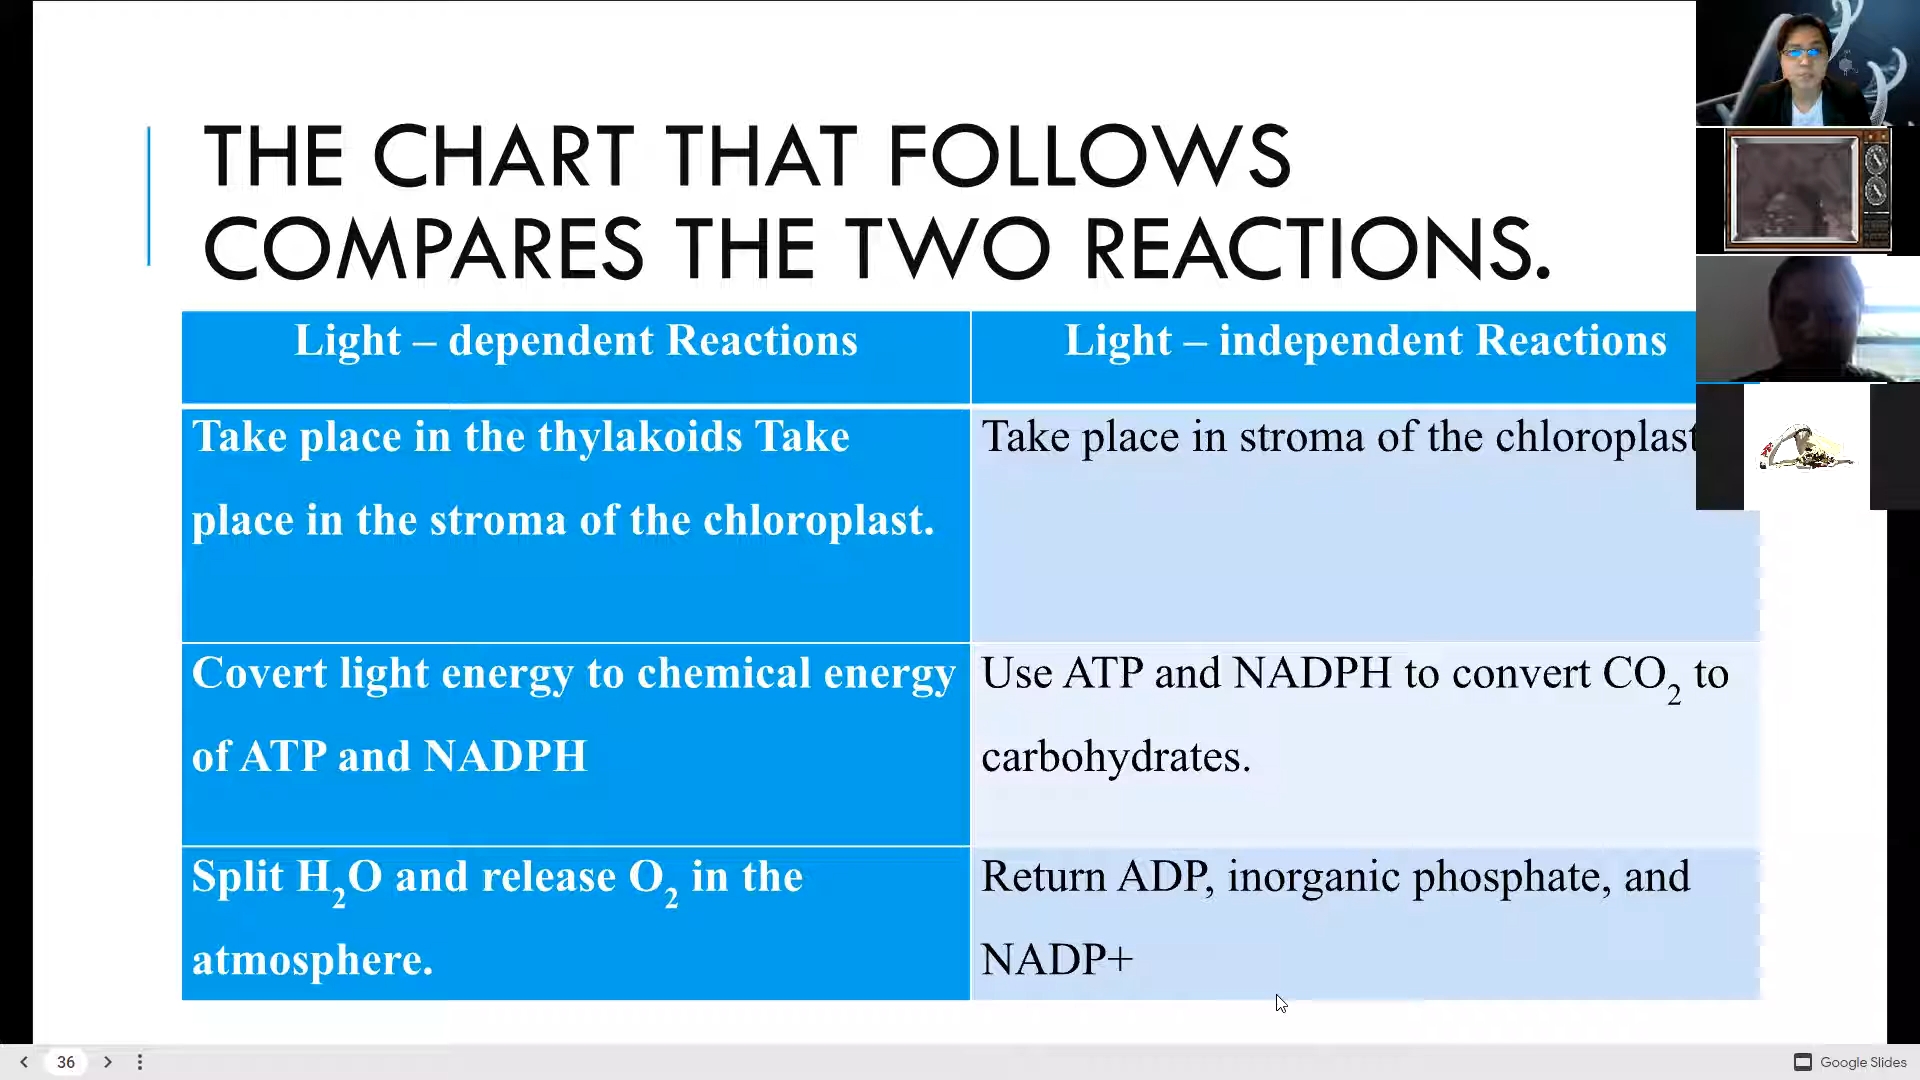 THE CHART THAT FOLLOWS
COMPARES THE TWO REACTIONS.
Light – dependent Reactions
Light – independent Reactions
Take place in the thylakoids Take
place in the stroma of the chloroplast.
Take place in stroma of the chloroplast
Covert light energy to chemical energy
of ATP and NADPH
Use ATP and NADPH to convert CO₂ to
carbohydrates.
Split H₂O and release O₂ in the
atmosphere.
Return ADP, inorganic phosphate, and
NADP+
36
Google Slides